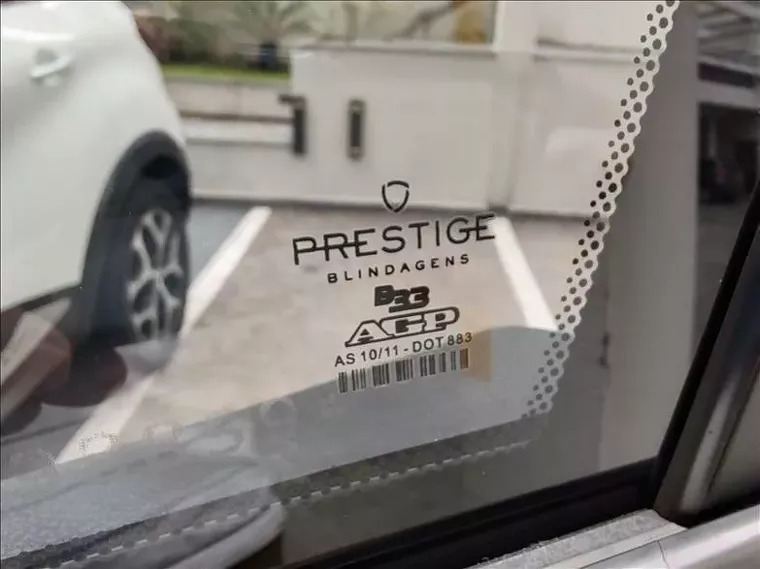 PRESTIGE
BLINDAGENS
B33
AGP
AS 10/11 - DOT 883